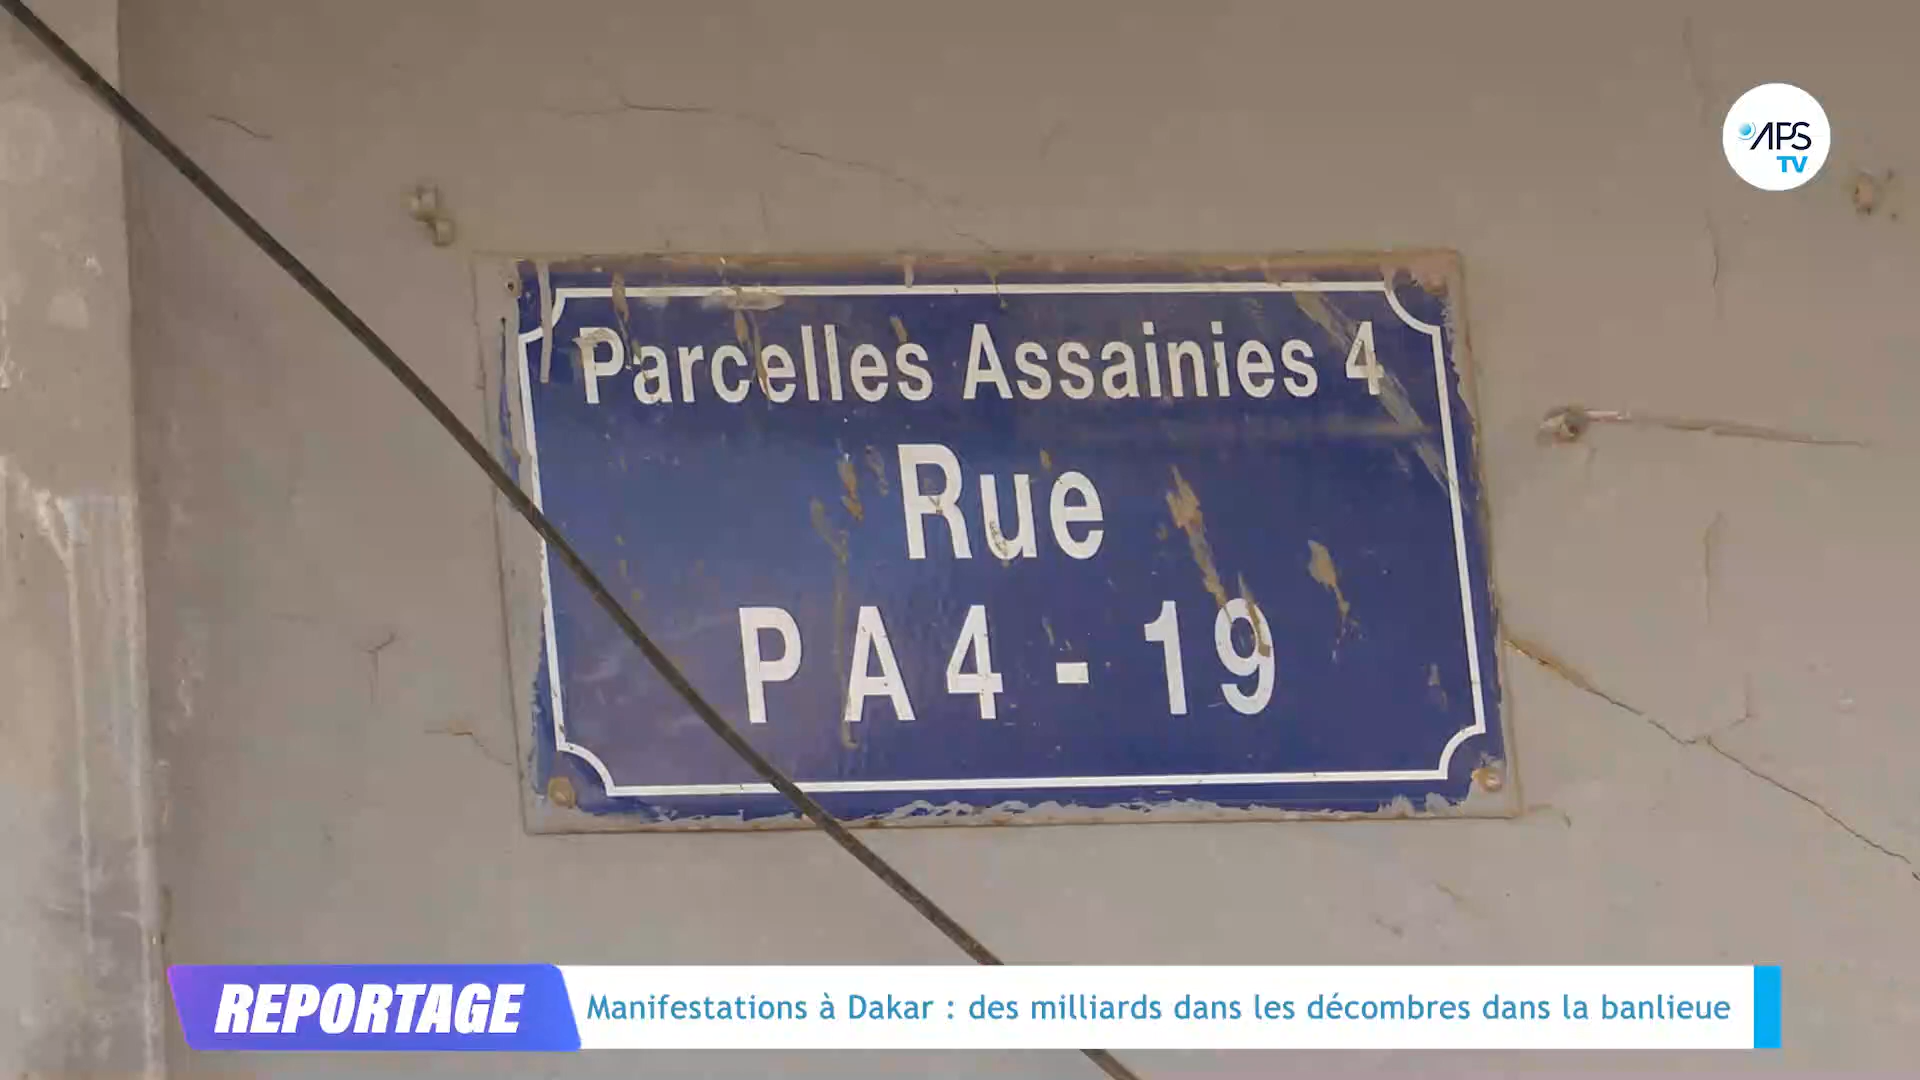 APS
TV
Parcelles Assainies 4
Rue
PA4-19
REPORTAGE
Manifestations à Dakar : des milliards dans les décombres dans la banlieue